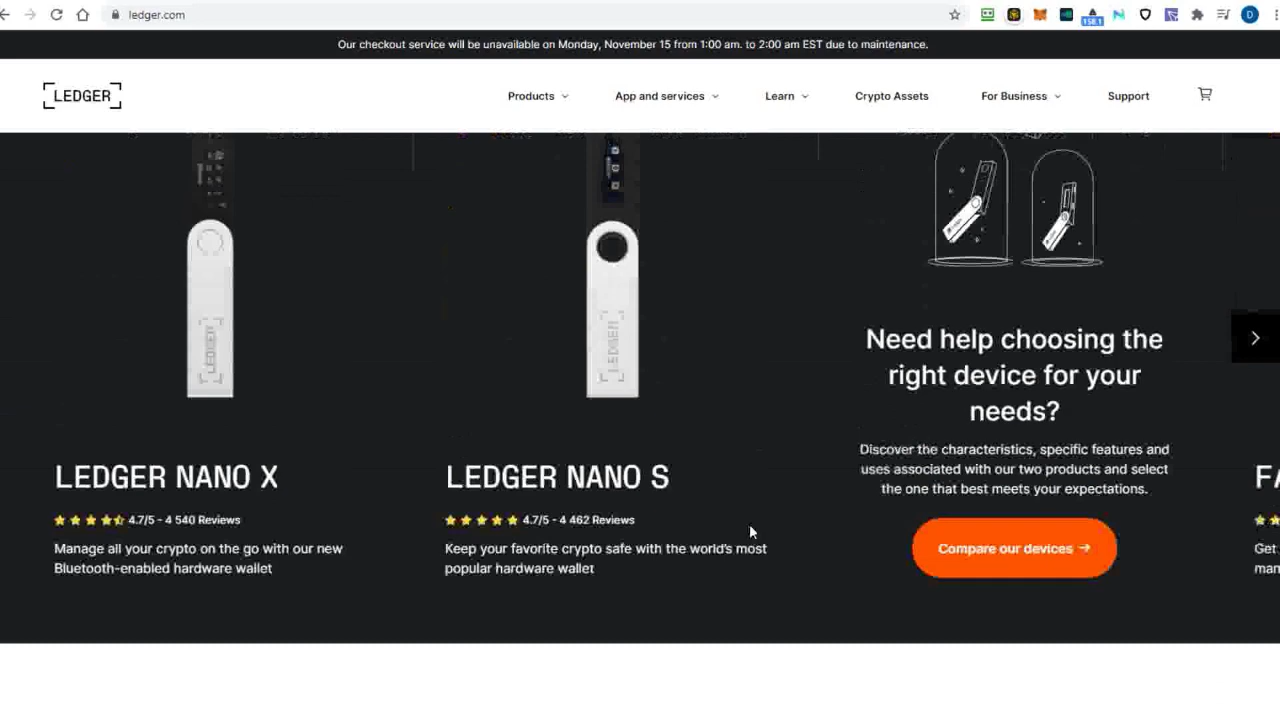 ledger.com
158.1
D
Our checkout service will be unavailable on Monday, November 15 from 1:00 am. to 2:00 am EST due to maintenance.
LEDGER
Products
App and services
Learn
Crypto Assets
For Business
Support
LEDGER
LEDGER
Need help choosing the
right device for your
needs?
Discover the characteristics, specific features and
uses associated with our two products and select
the one that best meets your expectations.
Compare our devices →
LEDGER NANO X
4.7/5 - 4 540 Reviews
Manage all your crypto on the go with our new
Bluetooth-enabled hardware wallet
LEDGER NANO S
4.7/5 - 4 462 Reviews
Keep your favorite crypto safe with the world's most
popular hardware wallet
Get